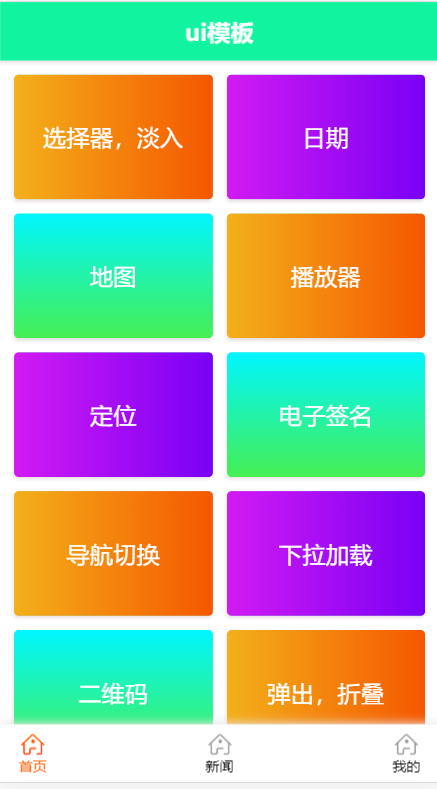 ui模板
选择器，淡入
日期
地图
播放器
定位
电子签名
导航切换
下拉加载
二维码
弹出，折叠
首页
新闻
我的